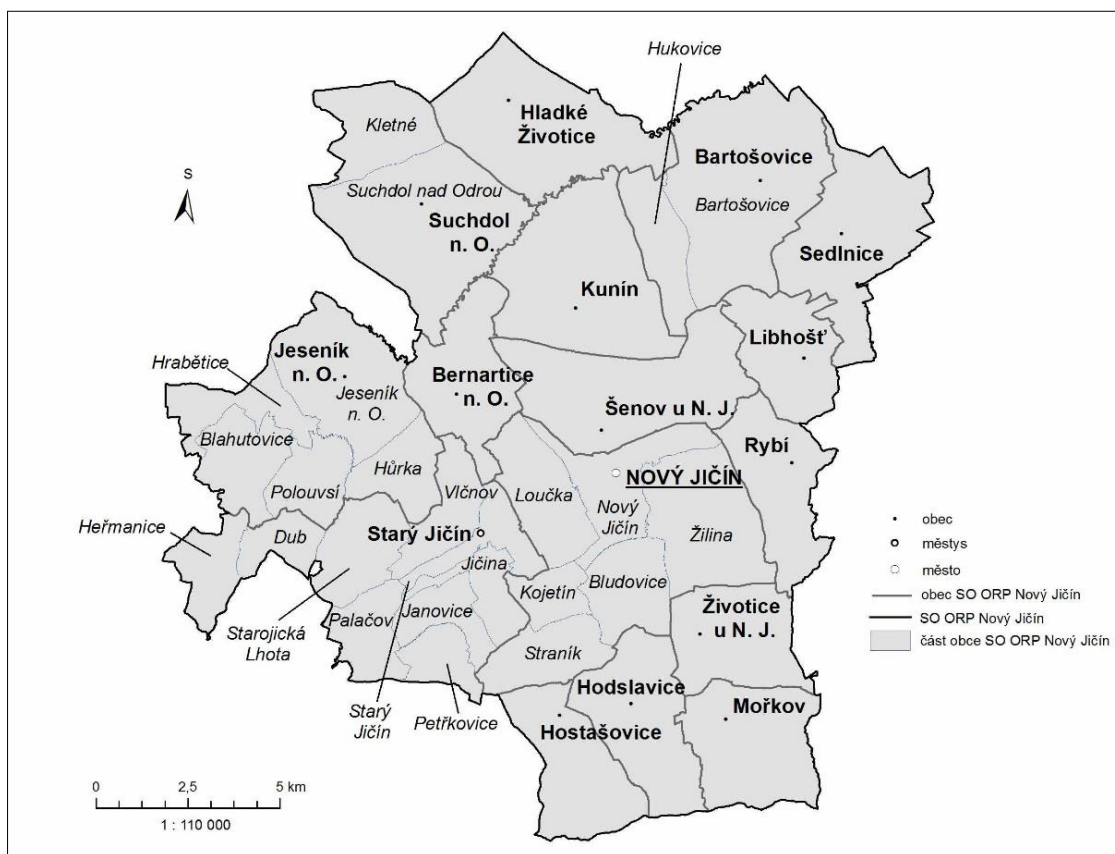 Hukovice
Kletné
Hladké
Životice
Bartošovice
Bartošovice
S
Suchdol nad Odrou
Suchdol
n. O.
Sedlnice
Kunín
Libhošť
Hrabětice
Jeseník
n. O.
Jeseník
n. O.
Bernartice
n. O.
Šenov u N. J.
Blahutovice
Hůrka
Polouvsí
Vlčnov
Loučka
NOVÝ JIČÍN
Nový
Jičín
Rybí
Heřmanice
Dub
Starý Jičín
Jičina
Žilina
Bludovice
Kojetín
Palačov
Janovice
Starojická
Lhota
Straník
Životice
u N. J.
Starý
Jičín
Petřkovice
Hodslavice
Hostašovice
Mořkov
obec
městys
město
obec SO ORP Nový Jičín
SO ORP Nový Jičín
část obce SO ORP Nový Jičín
0 2,5 5 km
1 : 110 000